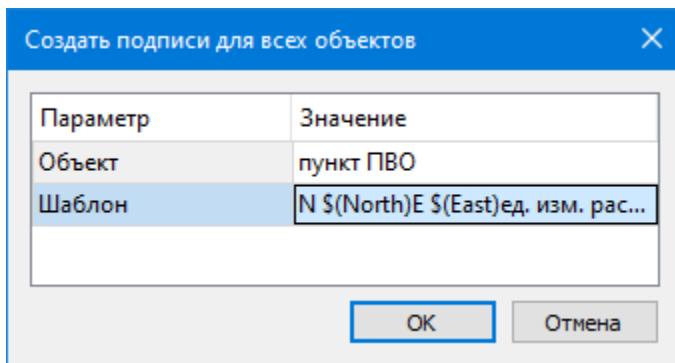 Создать подписи для всех объектов
Параметр Значение
Объект пункт ПВО
Шаблон N $(North)E $(East)ед. изм. рас...
OK Отмена